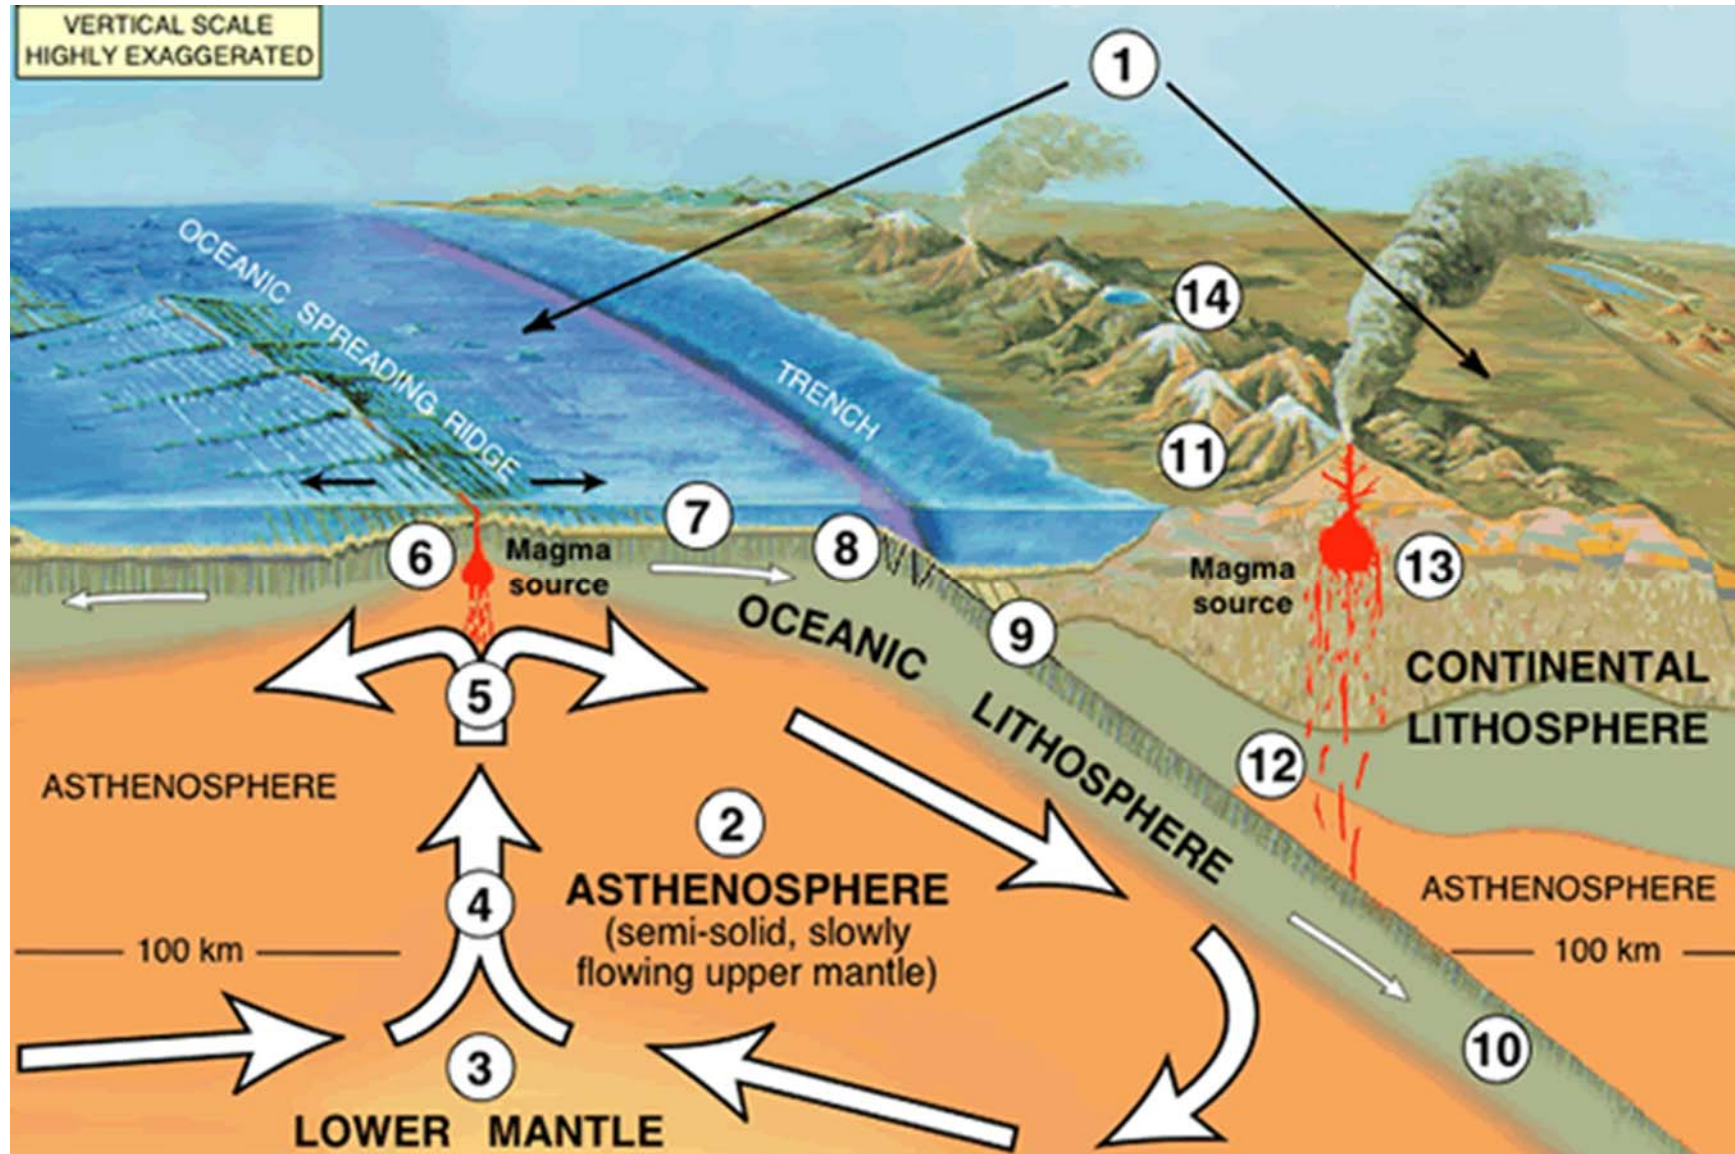 VERTICAL SCALE
HIGHLY EXAGGERATED
1
OCEANIC SPREADING RIDGE
TRENCH
14
11
7
8
6
Magma
source
13
Magma
source
9
OCEANIC LITHOSPHERE
CONTINENTAL
LITHOSPHERE
5
12
ASTHENOSPHERE
2
ASTHENOSPHERE
(semi-solid, slowly
flowing upper mantle)
4
ASTHENOSPHERE
100 km
100 km
10
3
LOWER MANTLE